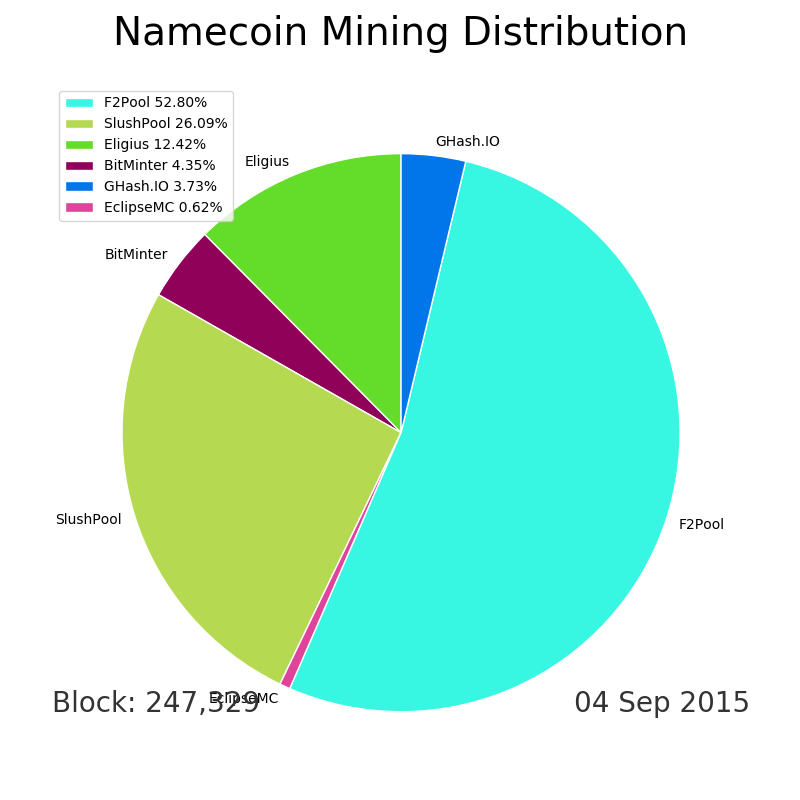 Namecoin Mining Distribution
F2Pool 52.80%
SlushPool 26.09%
Eligius 12.42%
BitMinter 4.35%
GHash.IO 3.73%
EclipseMC 0.62%
GHash.IO
Eligius
BitMinter
SlushPool
F2Pool
EclipseMC
Block: 247,329
04 Sep 2015